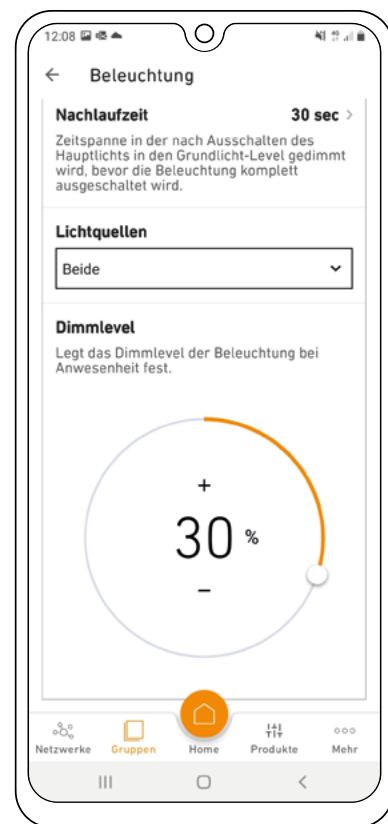 12:08
Beleuchtung
Nachlaufzeit 30 sec >
Zeitspanne in der nach Ausschalten des
Hauptlichts in den Grundlicht-Level gedimmt
wird, bevor die Beleuchtung komplett
ausgeschaltet wird.
Lichtquellen
Beide
Dimmlevel
Legt das Dimmlevel der Beleuchtung bei
Anwesenheit fest.
+
30 %
−
Netzwerke Gruppen Home Produkte Mehr